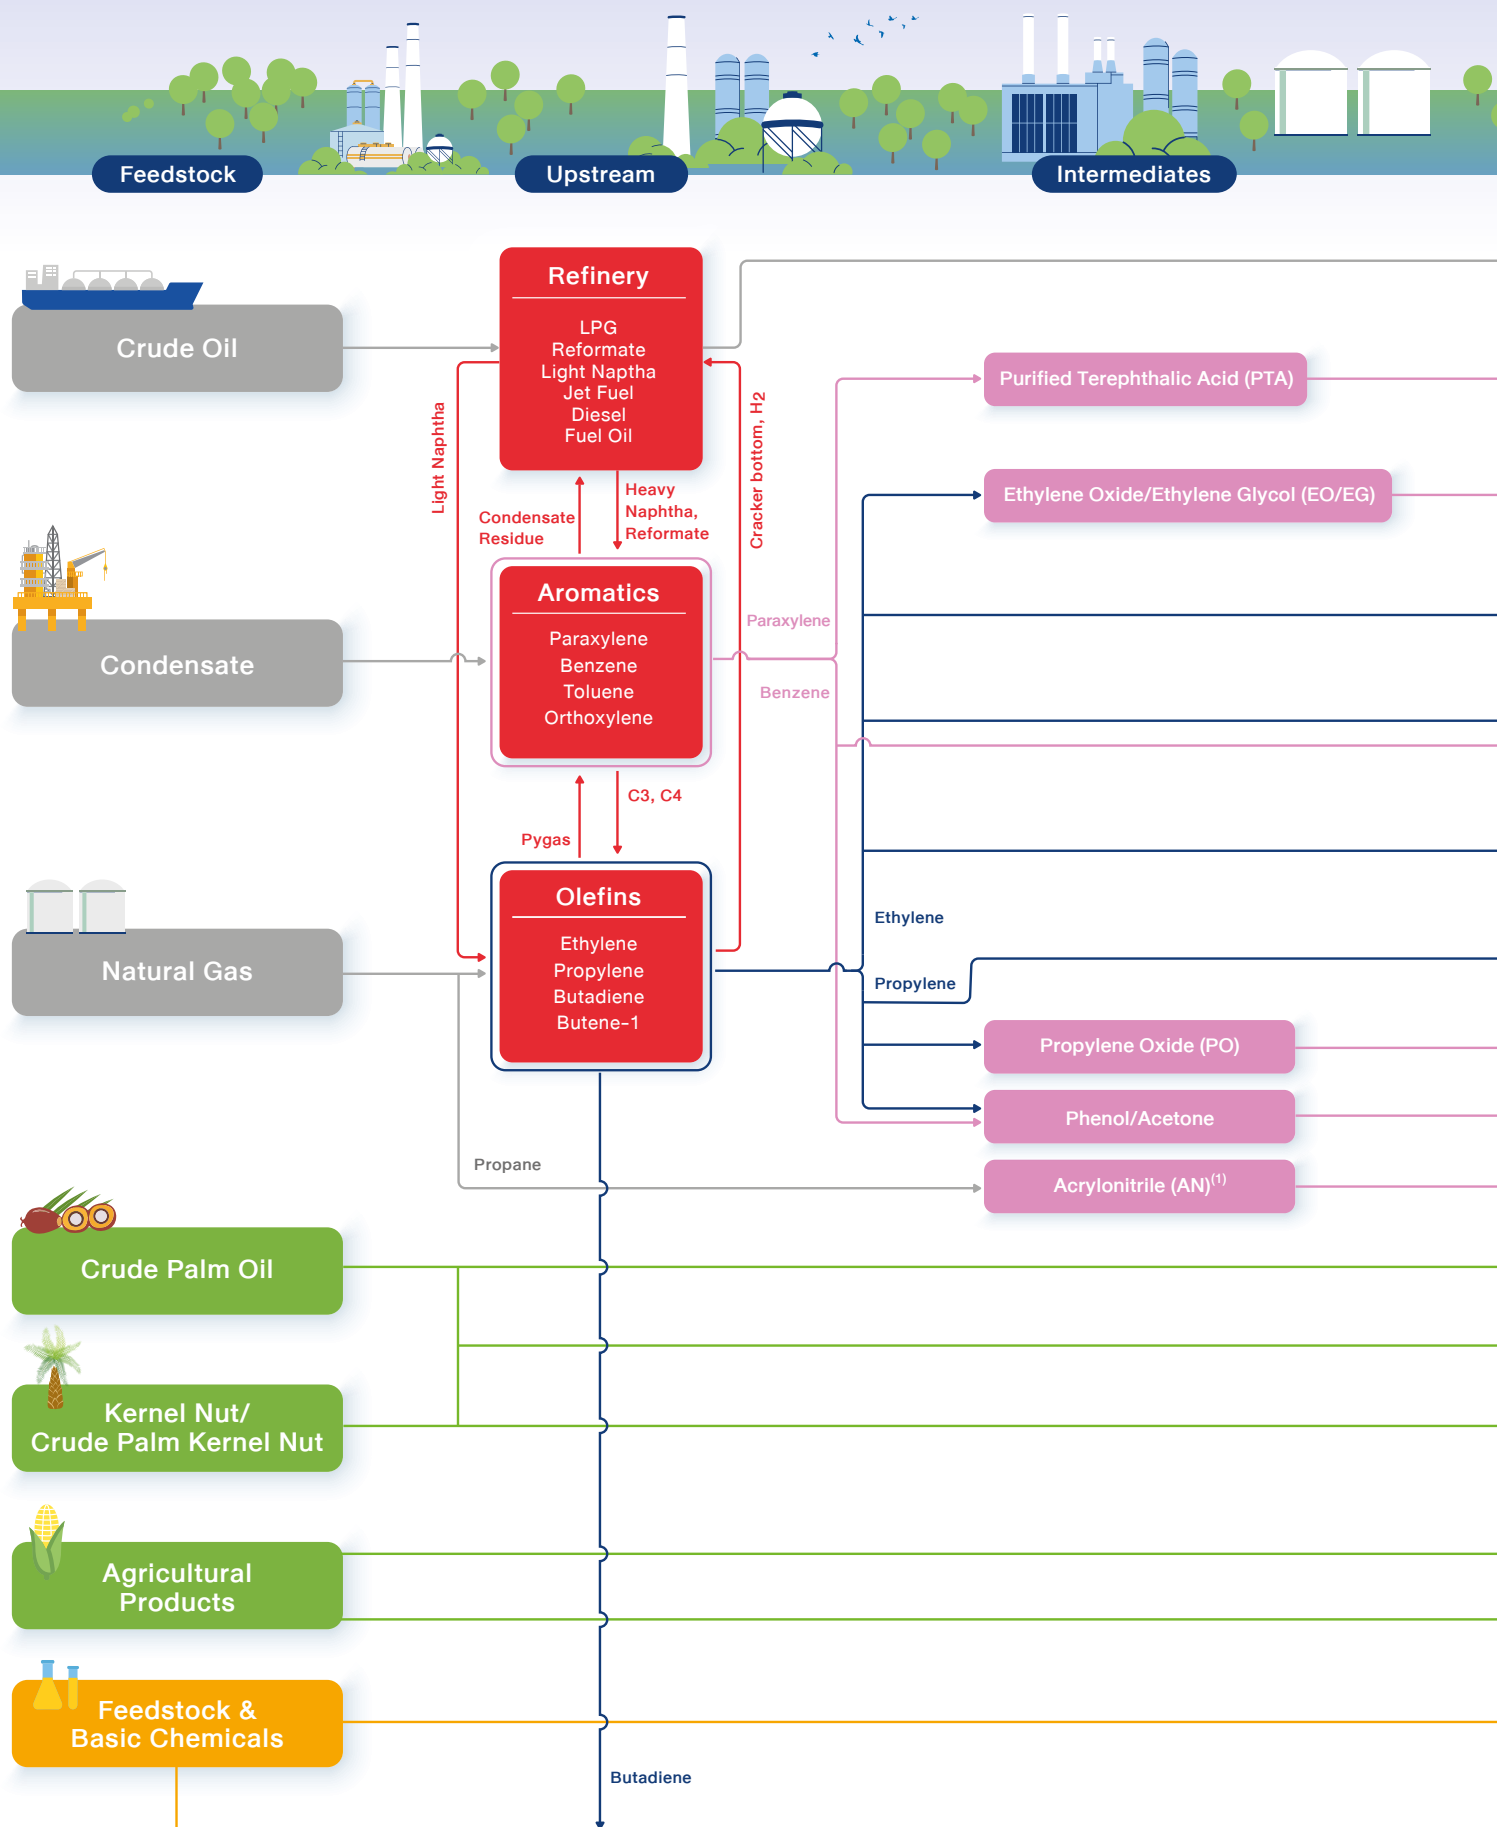 Feedstock
Upstream
Intermediates
Crude Oil
Refinery
LPG
Reformate
Light Naptha
Jet Fuel
Diesel
Fuel Oil
Light Naphtha
Cracker bottom, H2
Condensate
Residue
Heavy
Naphtha,
Reformate
Purified Terephthalic Acid (PTA)
Ethylene Oxide/Ethylene Glycol (EO/EG)
Condensate
Aromatics
Paraxylene
Benzene
Toluene
Orthoxylene
Paraxylene
Benzene
Pygas
C3, C4
Natural Gas
Olefins
Ethylene
Propylene
Butadiene
Butene-1
Ethylene
Propylene
Propylene Oxide (PO)
Phenol/Acetone
Propane
Acrylonitrile (AN)(1)
Crude Palm Oil
Kernel Nut/
Crude Palm Kernel Nut
Agricultural
Products
Feedstock &
Basic Chemicals
Butadiene